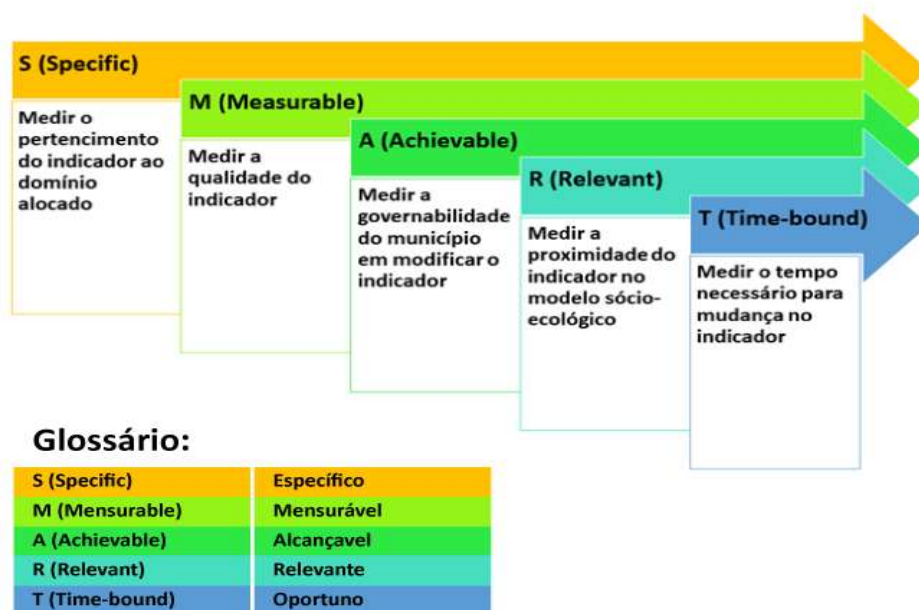 S (Specific)
Medir o
pertencimento
do indicador ao
domínio
alocado
M (Measurable)
Medir a
qualidade do
indicador
A (Achievable)
Medir a
governabilidade
do município
em modificar o
indicador
R (Relevant)
Medir a
proximidade do
indicador no
modelo sócio-
ecológico
T (Time-bound)
Medir o tempo
necessário para
mudança no
indicador
Glossário:
S (Specific) Específico
M (Mensurable) Mensurável
A (Achievable) Alcançavel
R (Relevant) Relevante
T (Time-bound) Oportuno